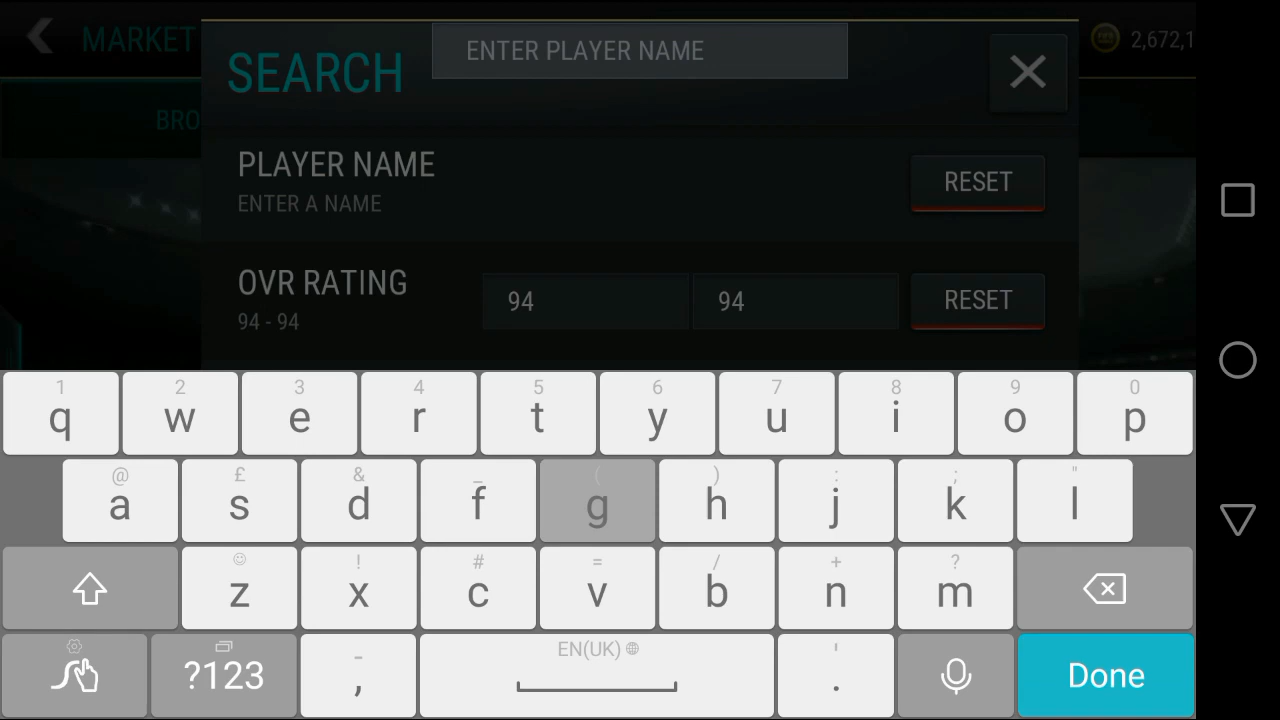 MARKET
ENTER PLAYER NAME
2,672,1
SEARCH
BRO
PLAYER NAME
ENTER A NAME
RESET
OVR RATING
94 - 94
94
94
RESET
1 2 3 4 5 6 7 8 9 0
q w e r t y u i o p
@ £ & _ ( ) : ; "
a s d f g h j k l
! # = / + ?
z x c v b n m
EN(UK)
- '
?123 , . Done